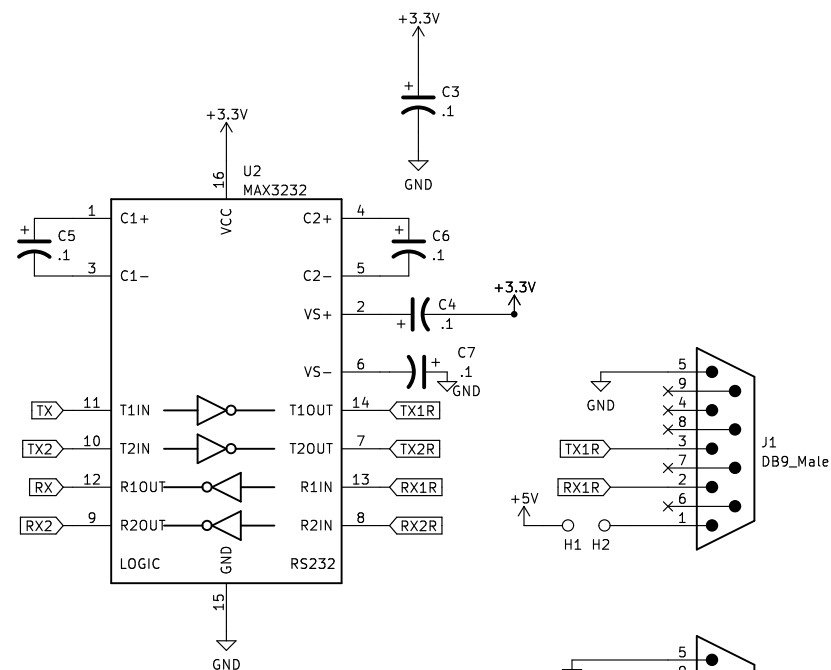 +3.3V
+
C3
.1
GND
+3.3V
16
U2
MAX3232
VCC
1
C1+
C2+
4
+
C5
.1
+
C6
.1
3
C1-
C2-
5
VS+
2
+
C4
.1
+3.3V
VS-
6
+
C7
.1
GND
TX
11
T1IN
T1OUT
14
TX1R
TX2
10
T2IN
T2OUT
7
TX2R
RX
12
R1OUT
R1IN
13
RX1R
RX2
9
R2OUT
R2IN
8
RX2R
LOGIC
GND
RS232
15
GND
GND
5
9
4
8
TX1R
3
7
RX1R
2
6
+5V
1
H1
H2
J1
DB9_Male
5